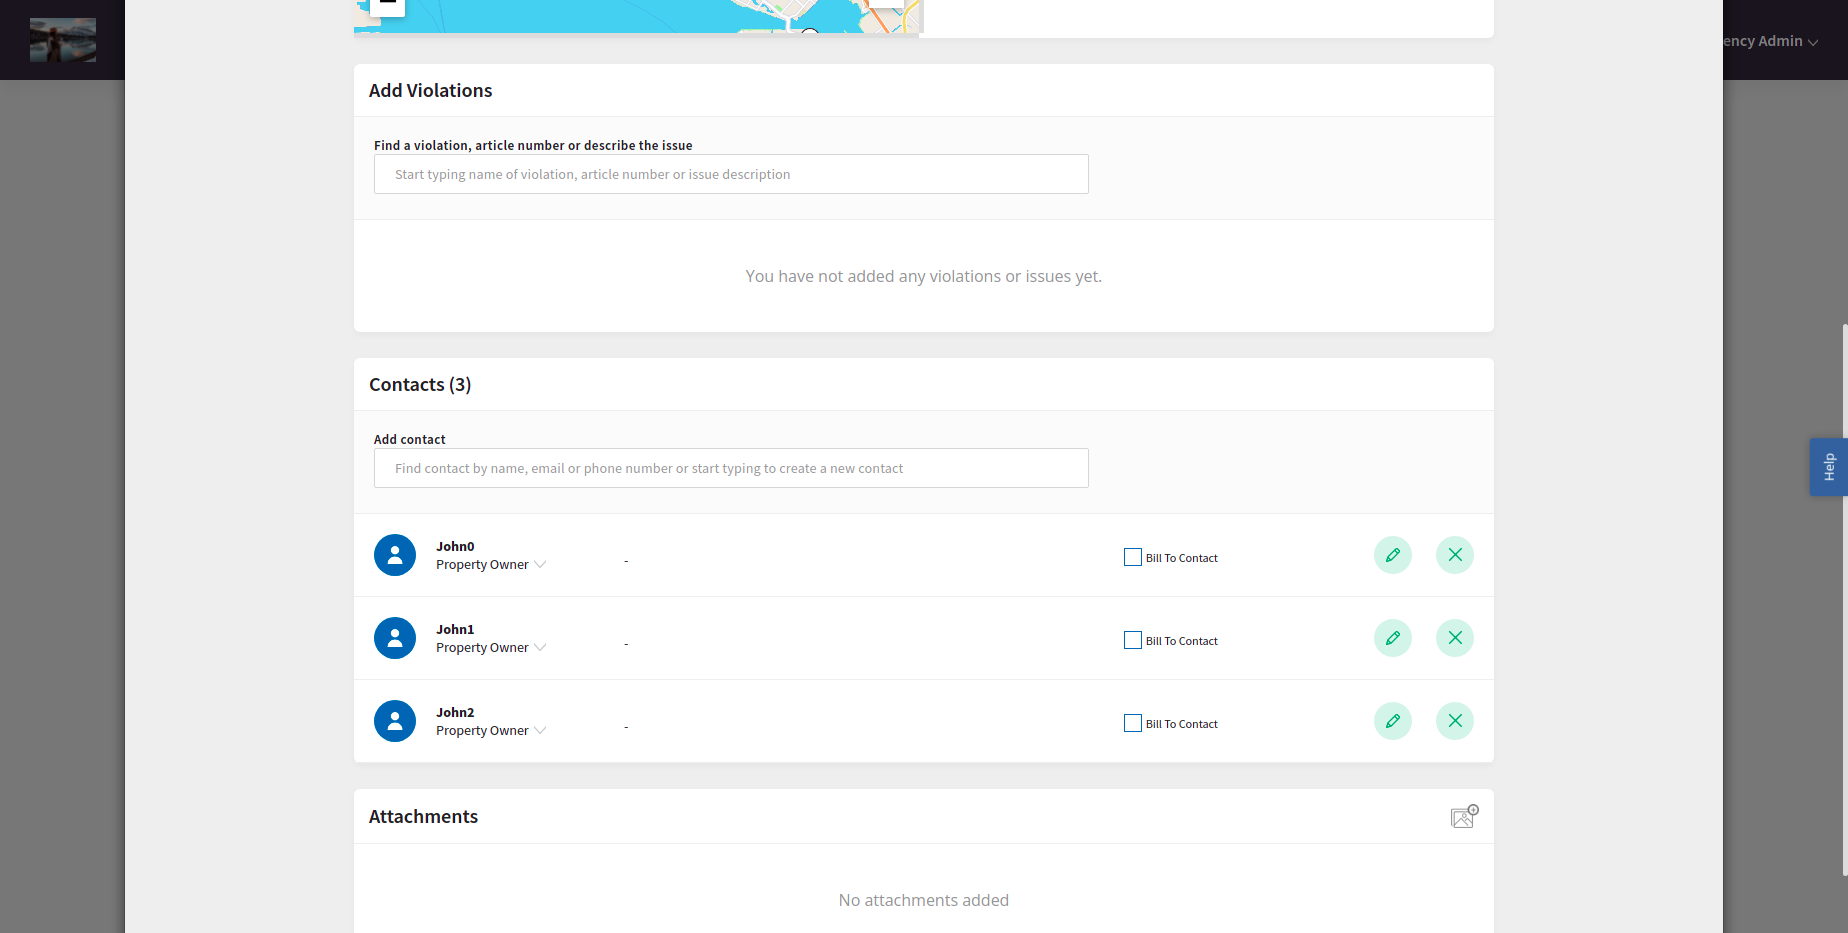 ency Admin
Add Violations
Find a violation, article number or describe the issue
Start typing name of violation, article number or issue description
You have not added any violations or issues yet.
Contacts (3)
Add contact
Find contact by name, email or phone number or start typing to create a new contact
Help
John0
Property Owner
-
Bill To Contact
John1
Property Owner
-
Bill To Contact
John2
Property Owner
-
Bill To Contact
Attachments
No attachments added